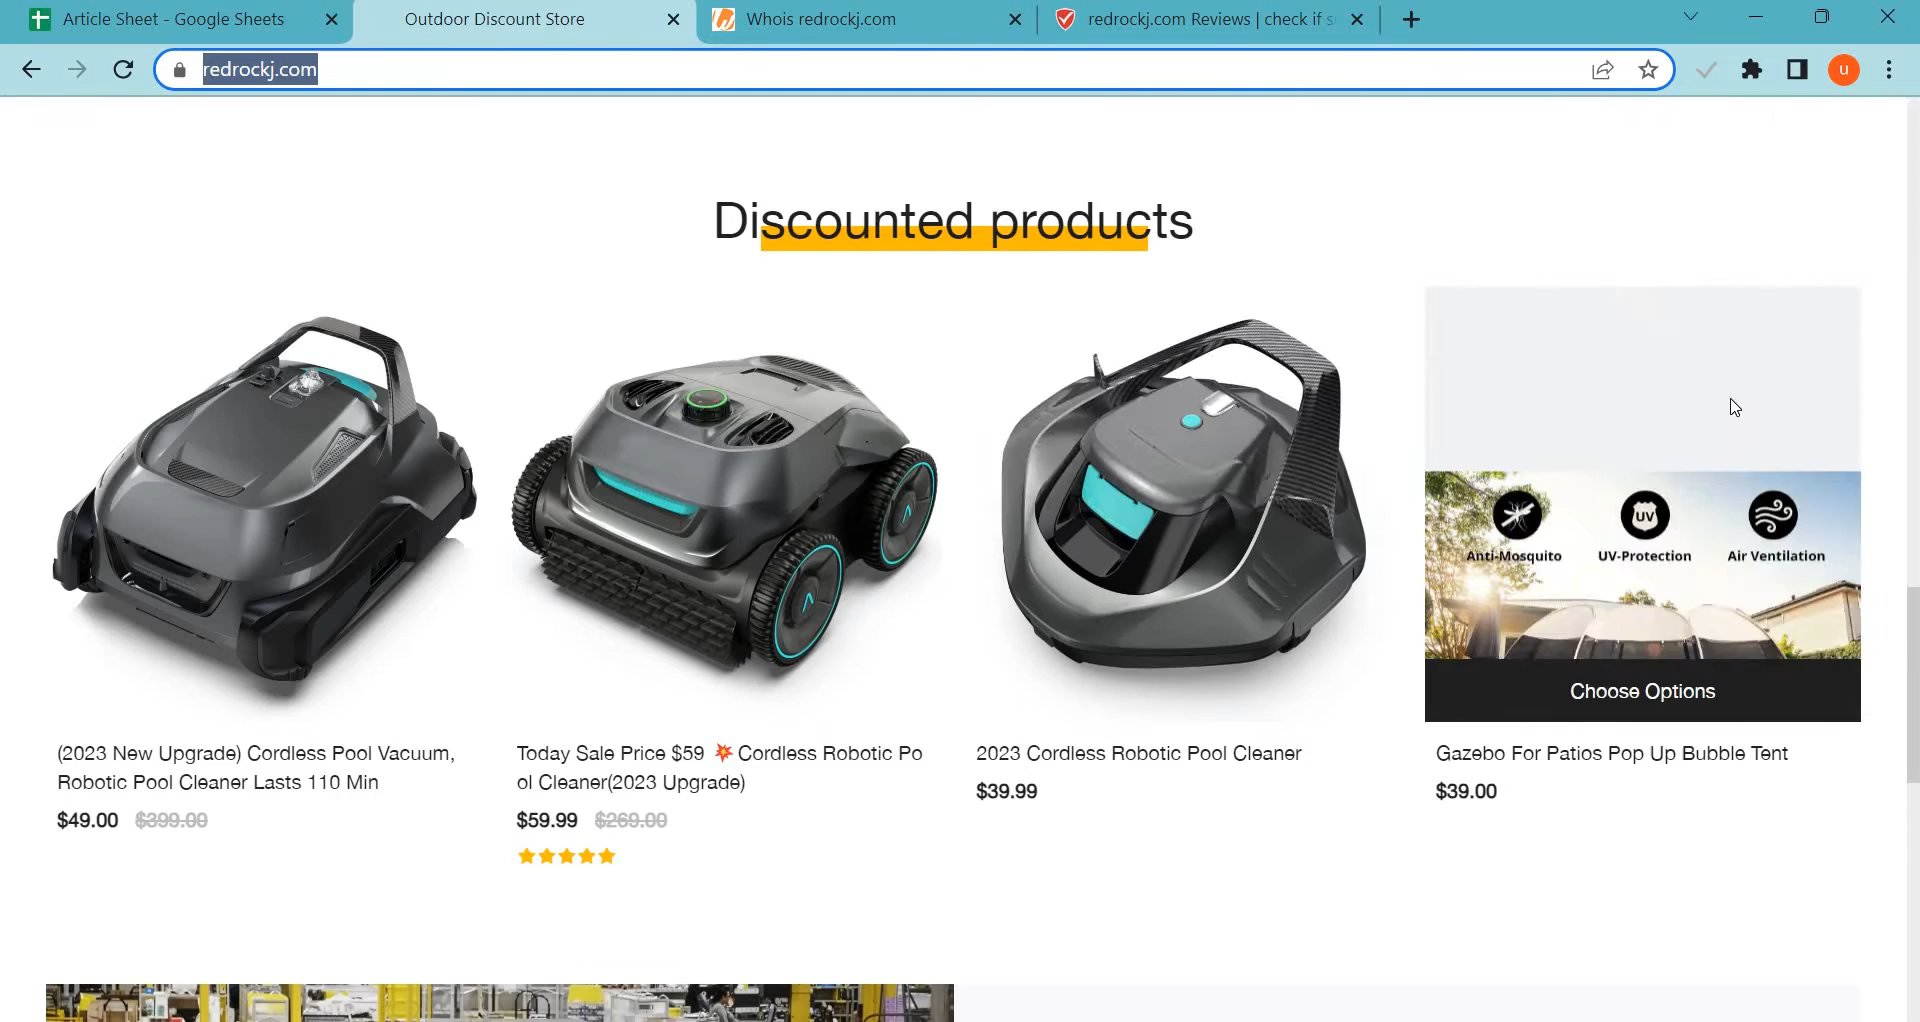 Article Sheet - Google Sheets
Outdoor Discount Store
Whois redrockj.com
redrockj.com Reviews | check if
redrockj.com
u
Discounted products
UV
Anti-Mosquito UV-Protection Air Ventilation
Choose Options
(2023 New Upgrade) Cordless Pool Vacuum,
Robotic Pool Cleaner Lasts 110 Min
$49.00 $399.00
Today Sale Price $59 💥 Cordless Robotic Po
ol Cleaner(2023 Upgrade)
$59.99 $269.00
2023 Cordless Robotic Pool Cleaner
$39.99
Gazebo For Patios Pop Up Bubble Tent
$39.00